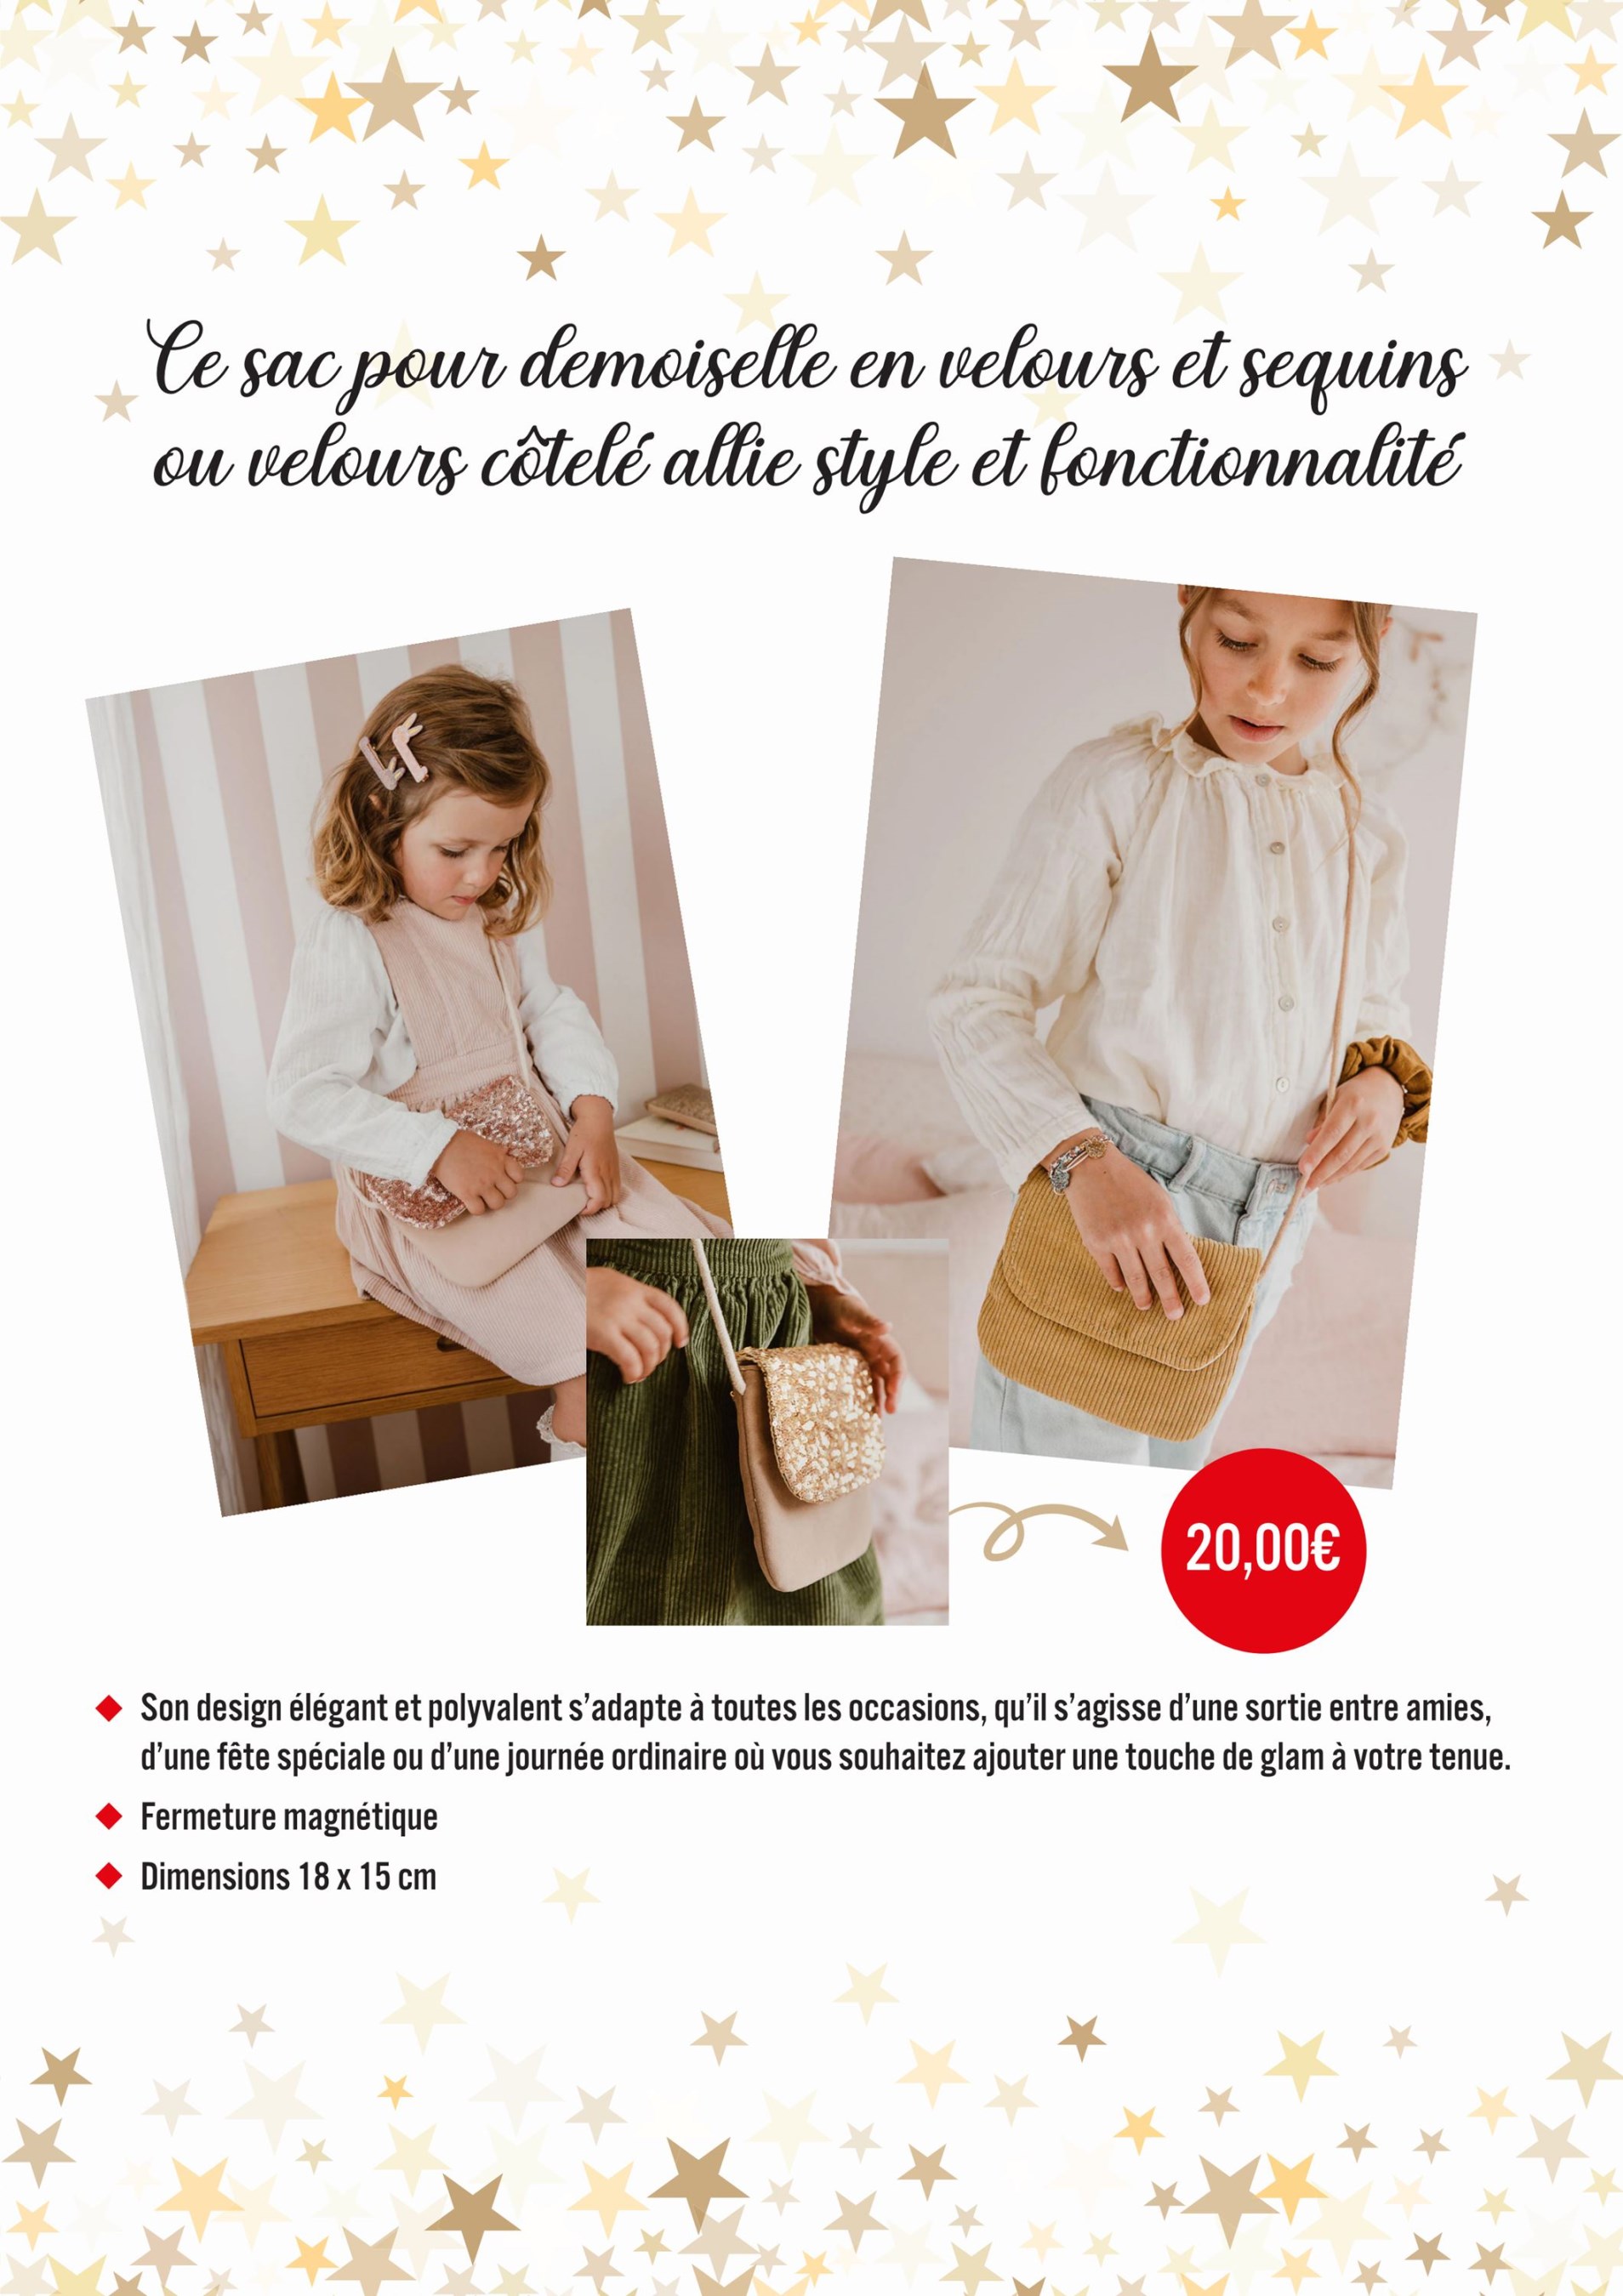 Ce sac pour demoiselle en velours et sequins
ou velours côtelé allie style et fonctionnalité
20,00€
Son design élégant et polyvalent s’adapte à toutes les occasions, qu’il s’agisse d’une sortie entre amies,
d’une fête spéciale ou d’une journée ordinaire où vous souhaitez ajouter une touche de glam à votre tenue.
Fermeture magnétique
Dimensions 18 x 15 cm